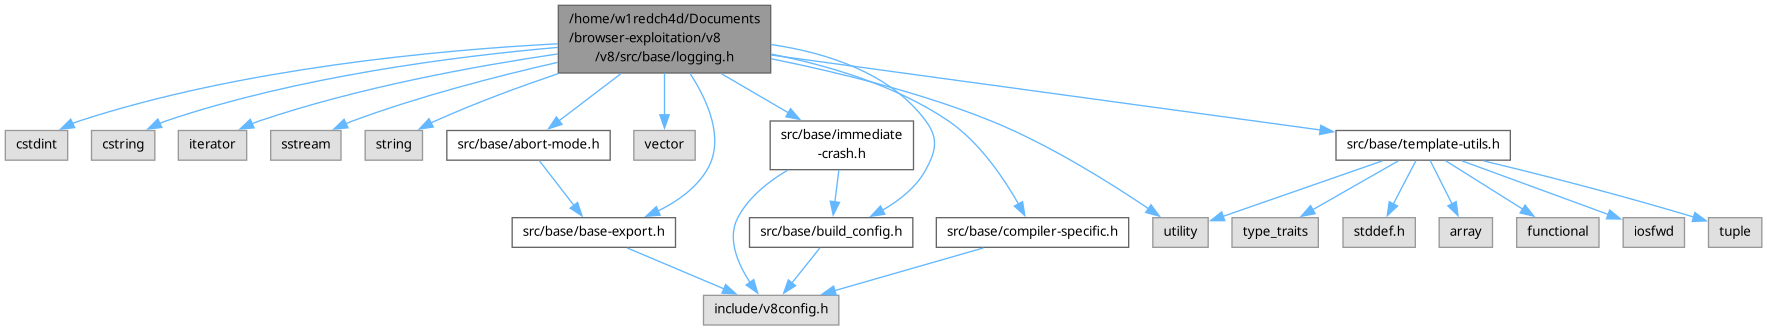 /home/w1redch4d/Documents
/browser-exploitation/v8
/v8/src/base/logging.h
cstdint
cstring
iterator
sstream
string
src/base/abort-mode.h
vector
src/base/immediate
-crash.h
src/base/template-utils.h
src/base/base-export.h
src/base/build_config.h
src/base/compiler-specific.h
utility
type_traits
stddef.h
array
functional
iosfwd
tuple
include/v8config.h